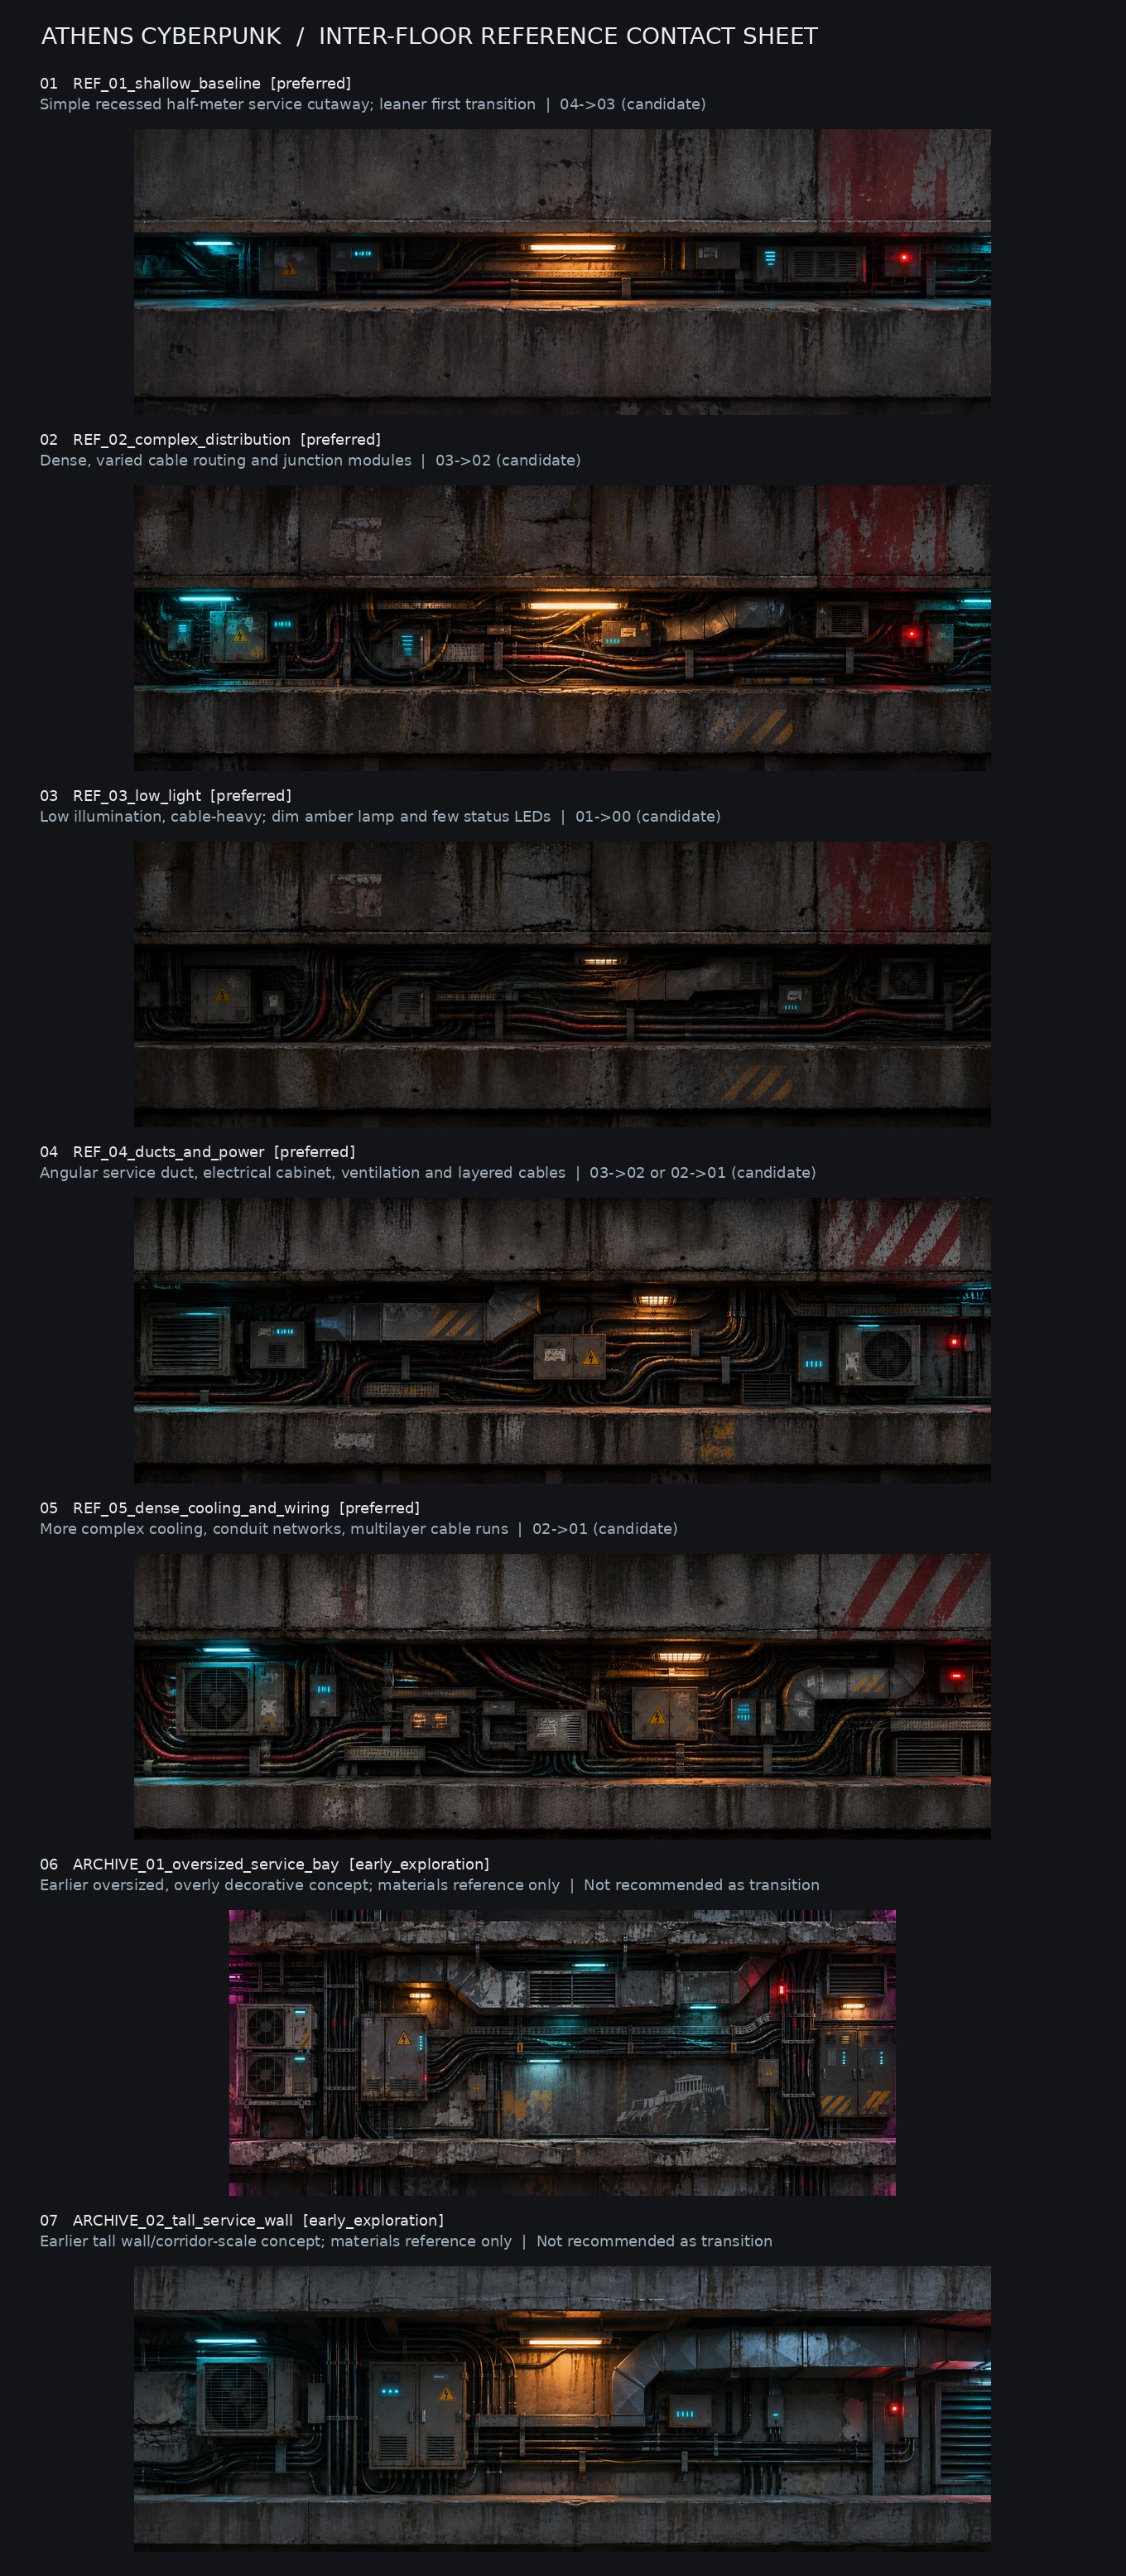 ATHENS CYBERPUNK / INTER-FLOOR REFERENCE CONTACT SHEET
01 REF_01_shallow_baseline [preferred]
Simple recessed half-meter service cutaway; leaner first transition | 04->03 (candidate)
02 REF_02_complex_distribution [preferred]
Dense, varied cable routing and junction modules | 03->02 (candidate)
03 REF_03_low_light [preferred]
Low illumination, cable-heavy; dim amber lamp and few status LEDs | 01->00 (candidate)
04 REF_04_ducts_and_power [preferred]
Angular service duct, electrical cabinet, ventilation and layered cables | 03->02 or 02->01 (candidate)
05 REF_05_dense_cooling_and_wiring [preferred]
More complex cooling, conduit networks, multilayer cable runs | 02->01 (candidate)
06 ARCHIVE_01_oversized_service_bay [early_exploration]
Earlier oversized, overly decorative concept; materials reference only | Not recommended as transition
07 ARCHIVE_02_tall_service_wall [early_exploration]
Earlier tall wall/corridor-scale concept; materials reference only | Not recommended as transition